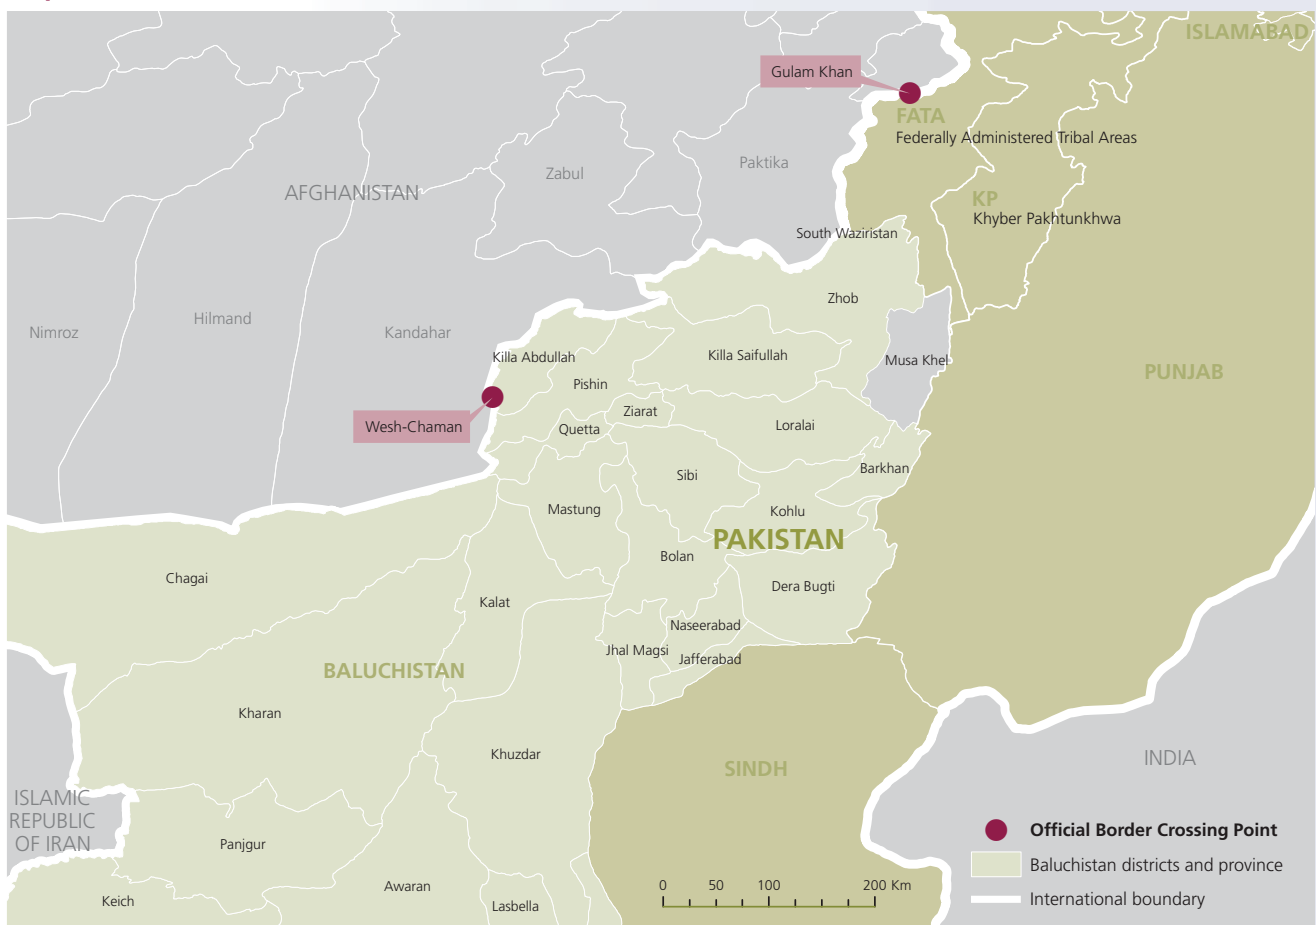 ISLAMABAD
Gulam Khan
FATA
Federally Administered Tribal Areas
Paktika
Zabul
AFGHANISTAN
KP
Khyber Pakhtunkhwa
South Waziristan
Zhob
Hilmand
Nimroz
Kandahar
Killa Abdullah
Killa Saifullah
Musa Khel
PUNJAB
Pishin
Ziarat
Wesh-Chaman
Quetta
Loralai
Barkhan
Sibi
Mastung
Kohlu
PAKISTAN
Bolan
Chagai
Dera Bugti
Kalat
Naseerabad
Jhal Magsi
Jafferabad
BALUCHISTAN
Kharan
Khuzdar
SINDH
INDIA
ISLAMIC
REPUBLIC
OF IRAN
Panjgur
Awaran
Keich
Lasbella
Official Border Crossing Point
Baluchistan districts and province
International boundary
0 50 100 200 Km